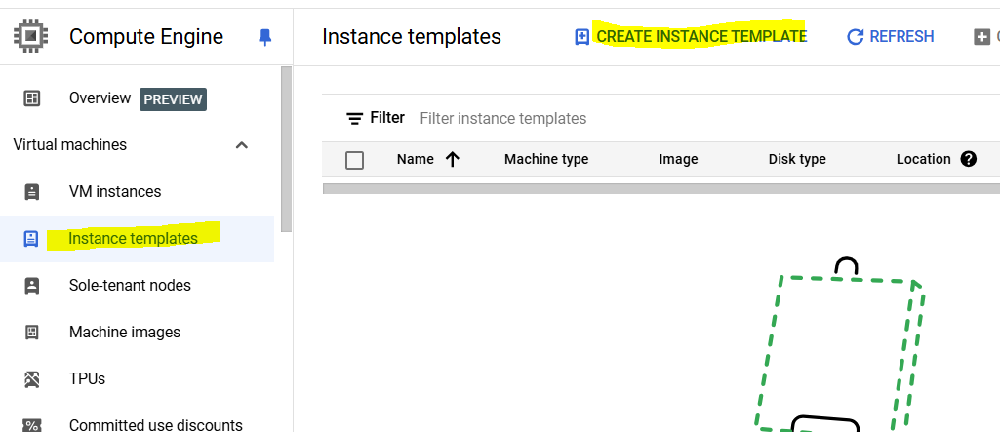 Compute Engine
Instance templates
CREATE INSTANCE TEMPLATE
REFRESH
Overview PREVIEW
Virtual machines
VM instances
Instance templates
Sole-tenant nodes
Machine images
TPUs
% Committed use discounts
Filter Filter instance templates
Name Machine type Image Disk type Location ?